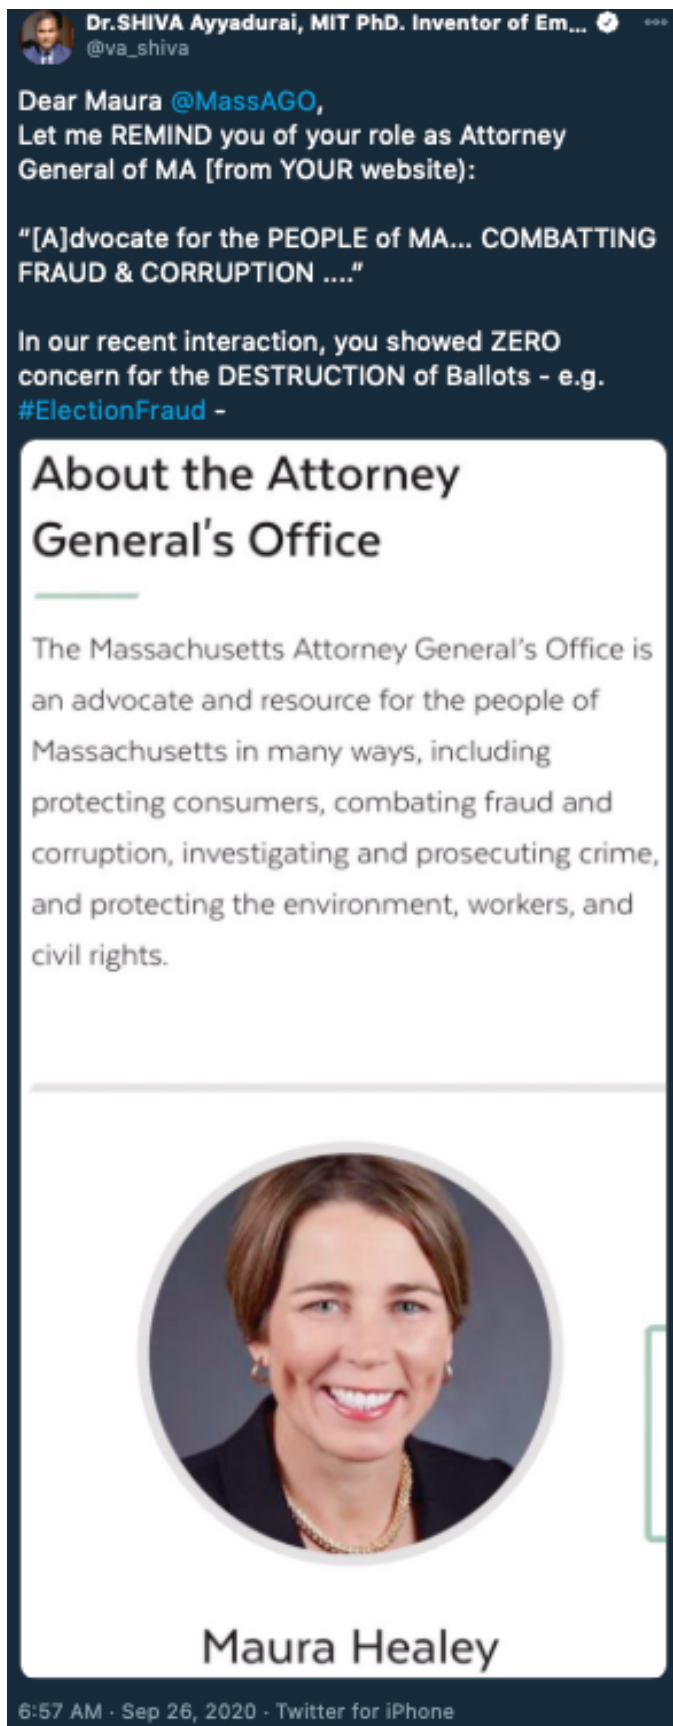 Dr.SHIVA Ayyadurai, MIT PhD. Inventor of Em...
@va_shiva
Dear Maura @MassAGO,
Let me REMIND you of your role as Attorney
General of MA [from YOUR website):
“[A]dvocate for the PEOPLE of MA... COMBATTING
FRAUD & CORRUPTION ....”
In our recent interaction, you showed ZERO
concern for the DESTRUCTION of Ballots - e.g.
#ElectionFraud -
About the Attorney
General's Office
The Massachusetts Attorney General's Office is
an advocate and resource for the people of
Massachusetts in many ways, including
protecting consumers, combating fraud and
corruption, investigating and prosecuting crime,
and protecting the environment, workers, and
civil rights.
Maura Healey
6:57 AM · Sep 26, 2020 · Twitter for iPhone